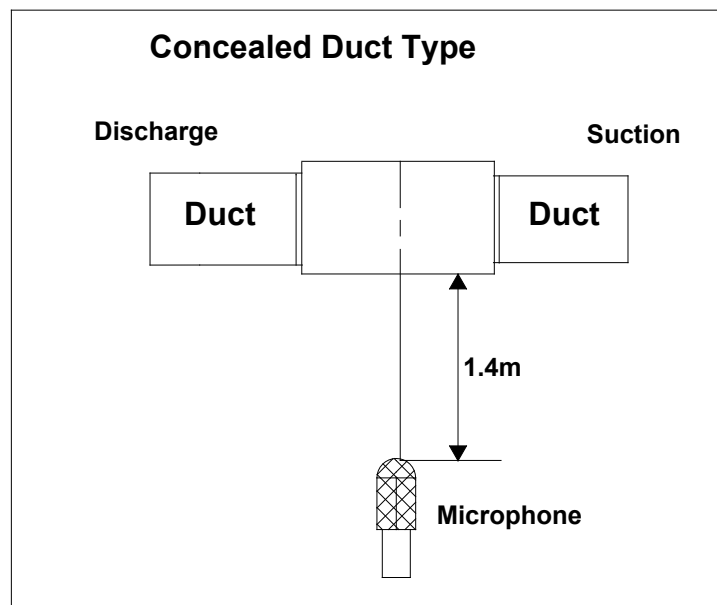 Concealed Duct Type
Discharge
Suction
Duct
Duct
1.4m
Microphone